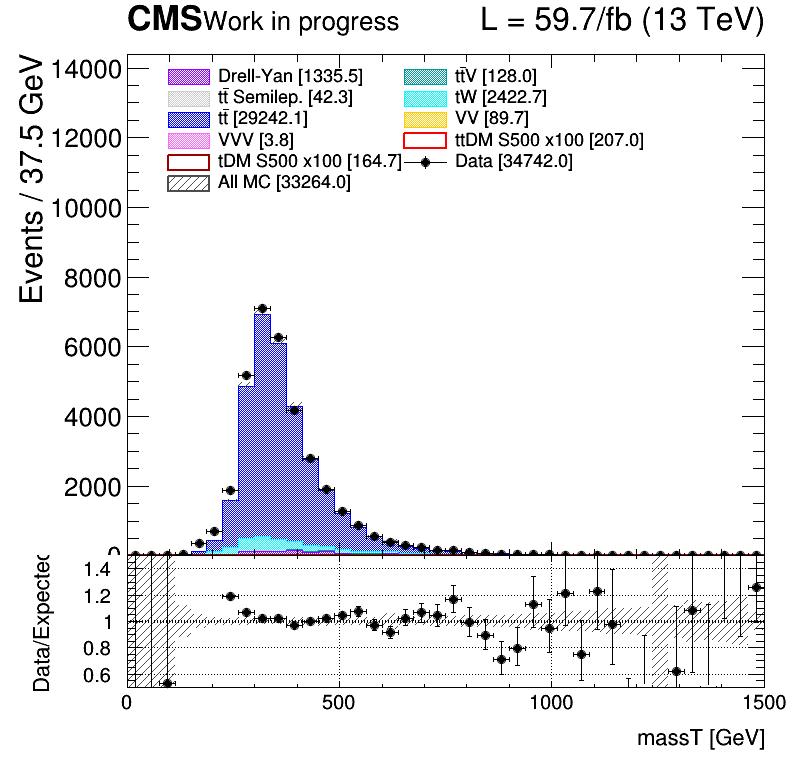 CMS Work in progress L = 59.7/fb (13 TeV)
Events / 37.5 GeV
14000
12000
10000
8000
6000
4000
2000
0
Drell-Yan [1335.5]
tt̄ Semilep. [42.3]
tt̄ [29242.1]
VVV [3.8]
tDM S500 x100 [164.7]
All MC [33264.0]
tt̄V [128.0]
tW [2422.7]
VV [89.7]
ttDM S500 x100 [207.0]
Data [34742.0]
Data/Expected
1.4
1.2
1
0.8
0.6
0 500 1000 1500
massT [GeV]